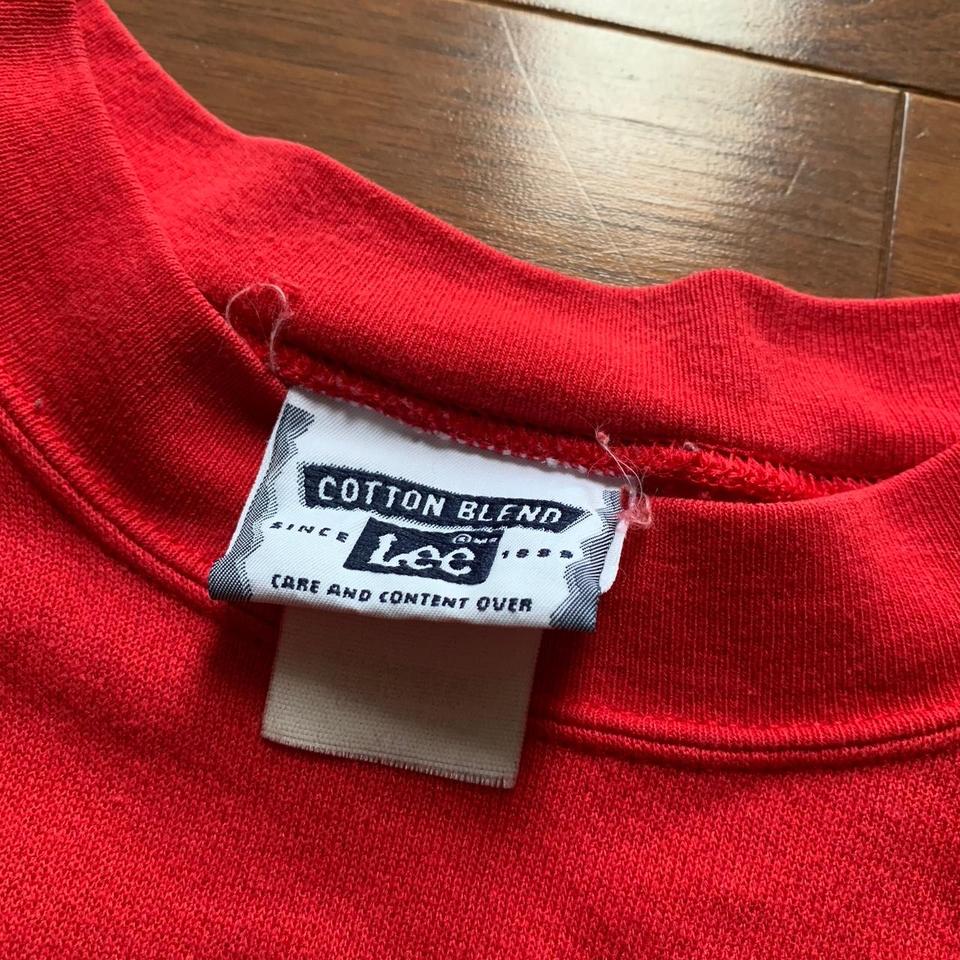 COTTON BLEND
SINCE Lee® 1889
CARE AND CONTENT OVER